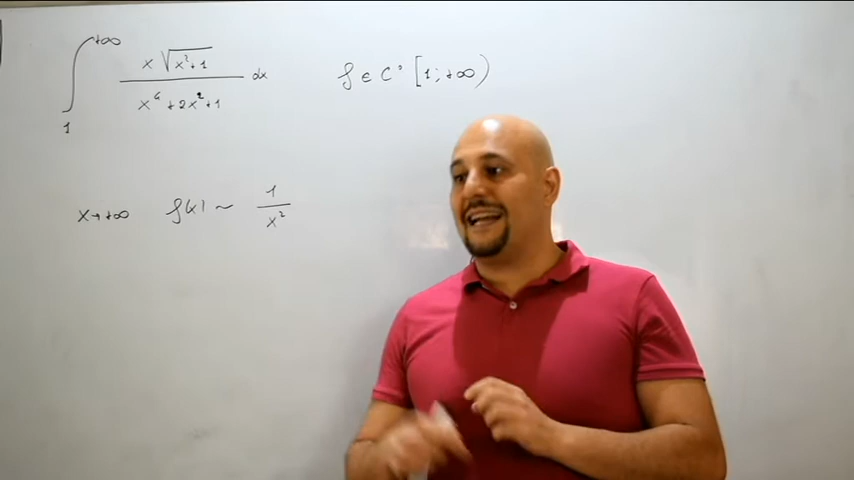 ∫₁^{+∞} x√(x²+1) / (x⁴+2x²+1) dx f ∈ C⁰ [1;+∞)
x→+∞ f(x) ~ 1/x²